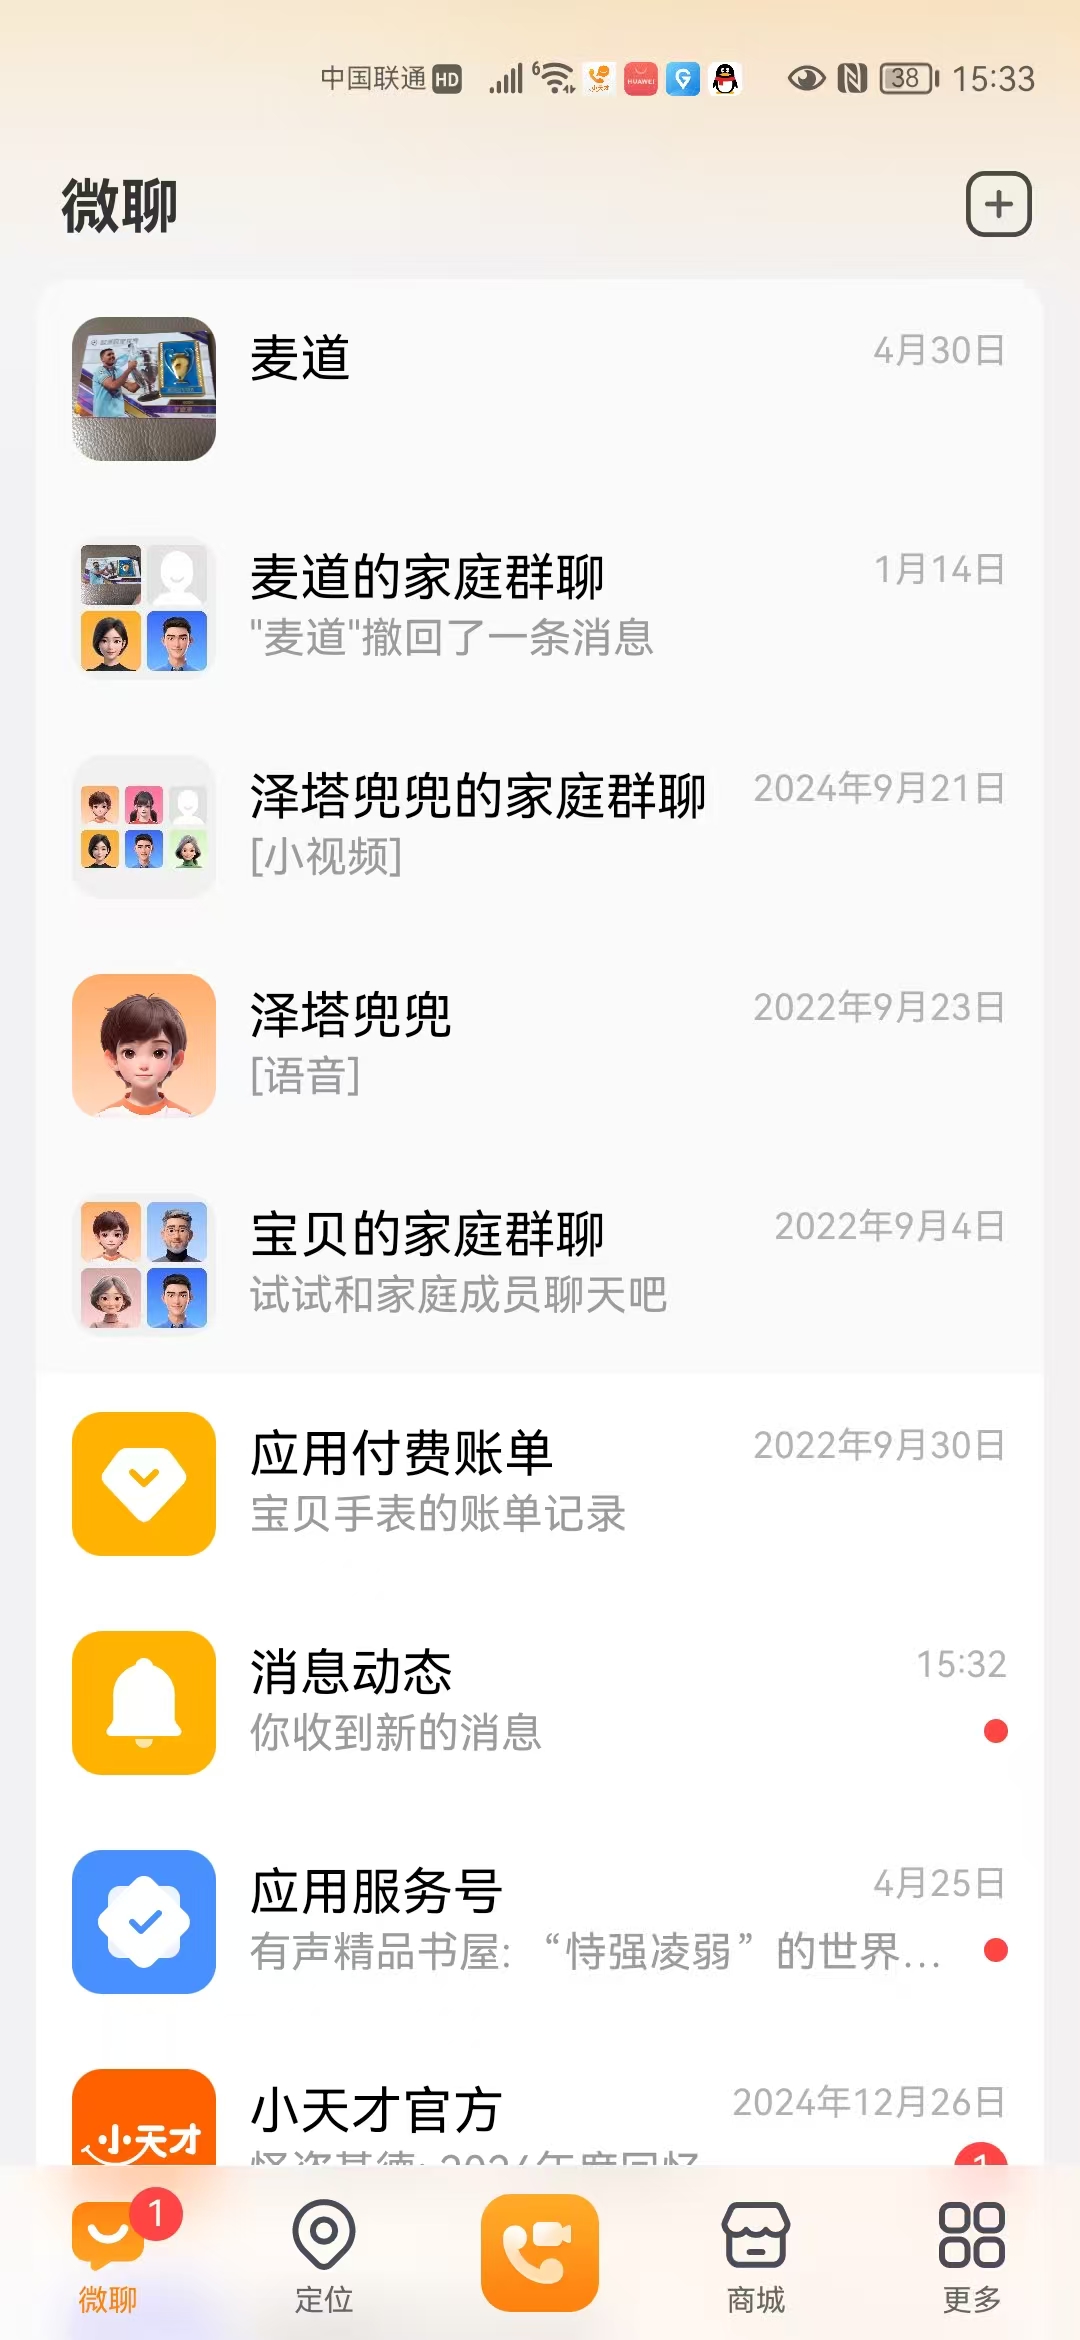 中国联通 HD 6 小天才 HUAWEI 38 15:33
微聊
麦道 4月30日
麦道的家庭群聊 1月14日
"麦道"撤回了一条消息
泽塔兜兜的家庭群聊 2024年9月21日
[小视频]
泽塔兜兜 2022年9月23日
[语音]
宝贝的家庭群聊 2022年9月4日
试试和家庭成员聊天吧
应用付费账单 2022年9月30日
宝贝手表的账单记录
消息动态 15:32
你收到新的消息
应用服务号 4月25日
有声精品书屋: “恃强凌弱”的世界...
小天才官方 2024年12月26日
小天才
1
1
微聊 定位 商城 更多